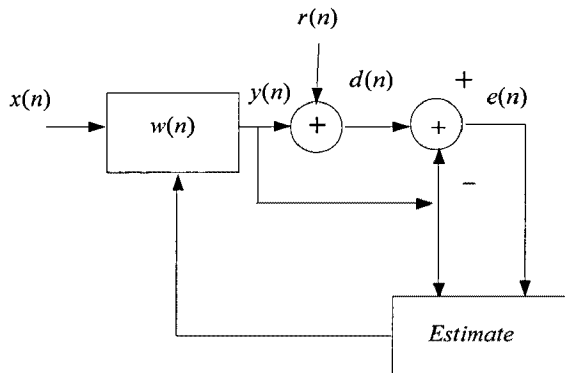 r(n)
x(n)
w(n)
y(n)
+
d(n)
+
+
e(n)
−
Estimate